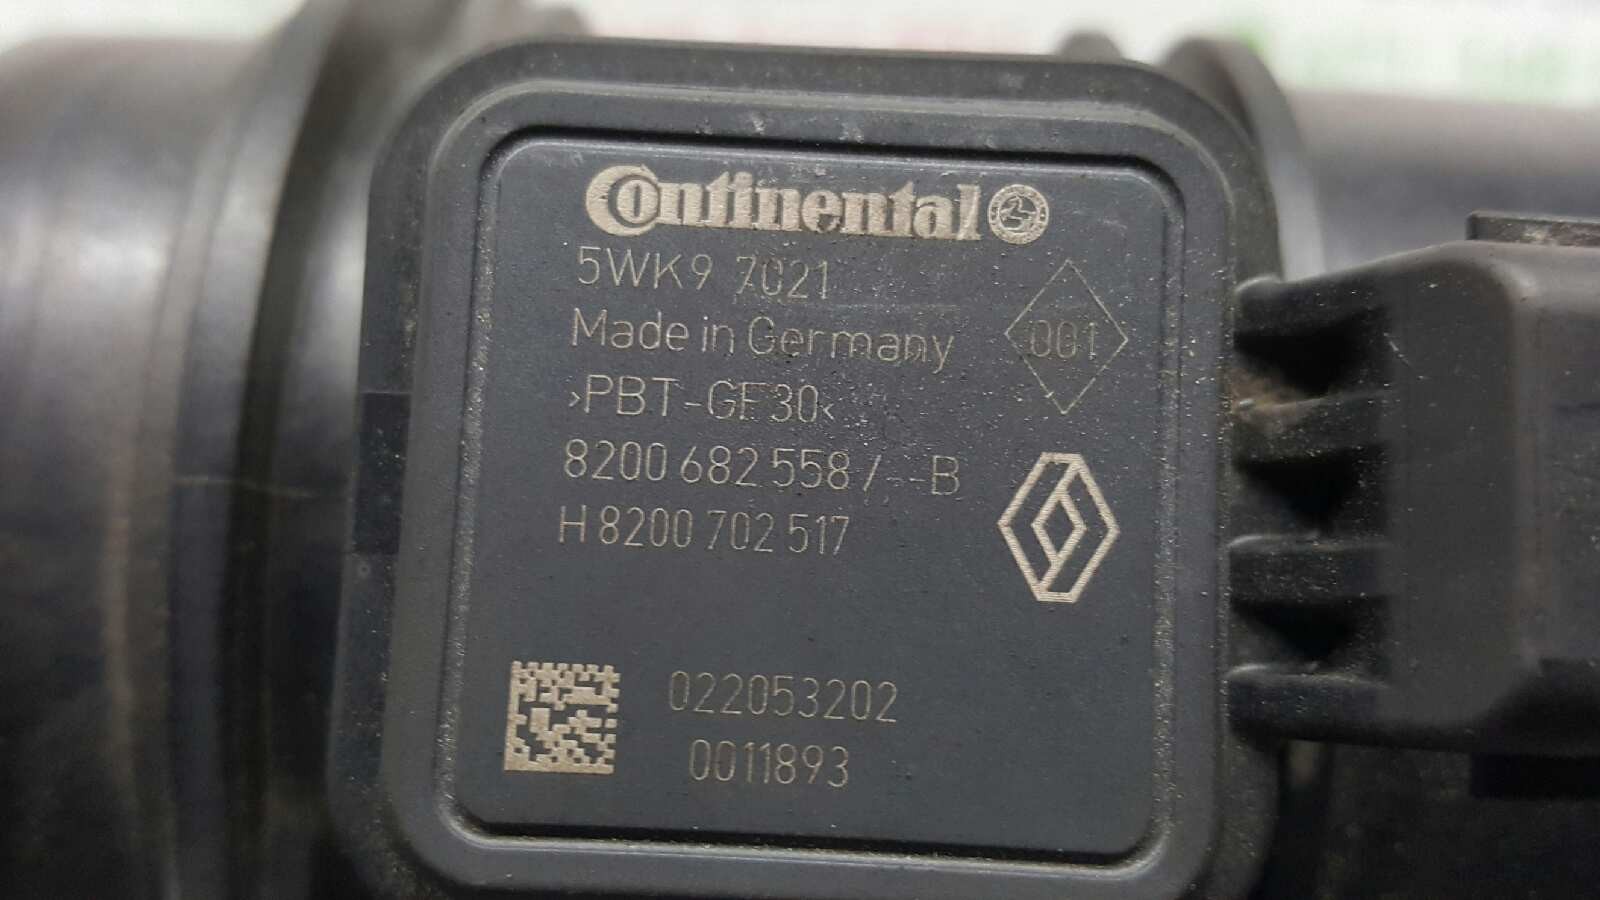 Continental
5WK9 7021
Made in Germany
001
>PBT-GF30<
8200 682 558 / --B
H 8200 702 517
022053202
0011893